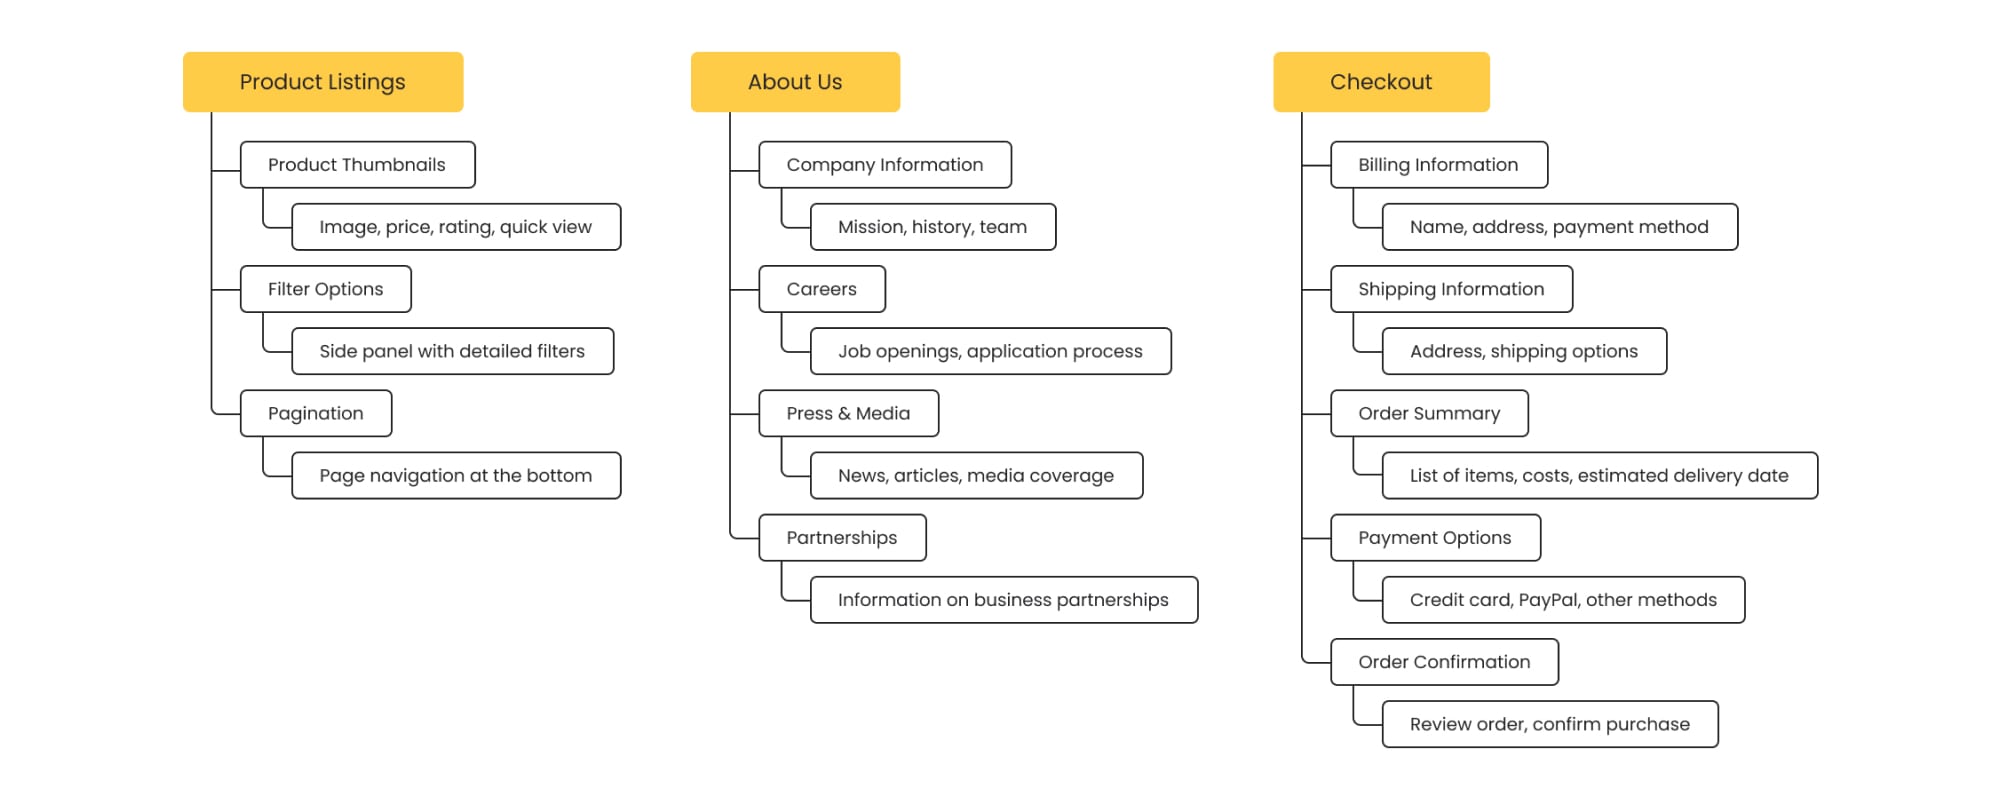 Product Listings
Product Thumbnails
Image, price, rating, quick view
Filter Options
Side panel with detailed filters
Pagination
Page navigation at the bottom
About Us
Company Information
Mission, history, team
Careers
Job openings, application process
Press & Media
News, articles, media coverage
Partnerships
Information on business partnerships
Checkout
Billing Information
Name, address, payment method
Shipping Information
Address, shipping options
Order Summary
List of items, costs, estimated delivery date
Payment Options
Credit card, PayPal, other methods
Order Confirmation
Review order, confirm purchase